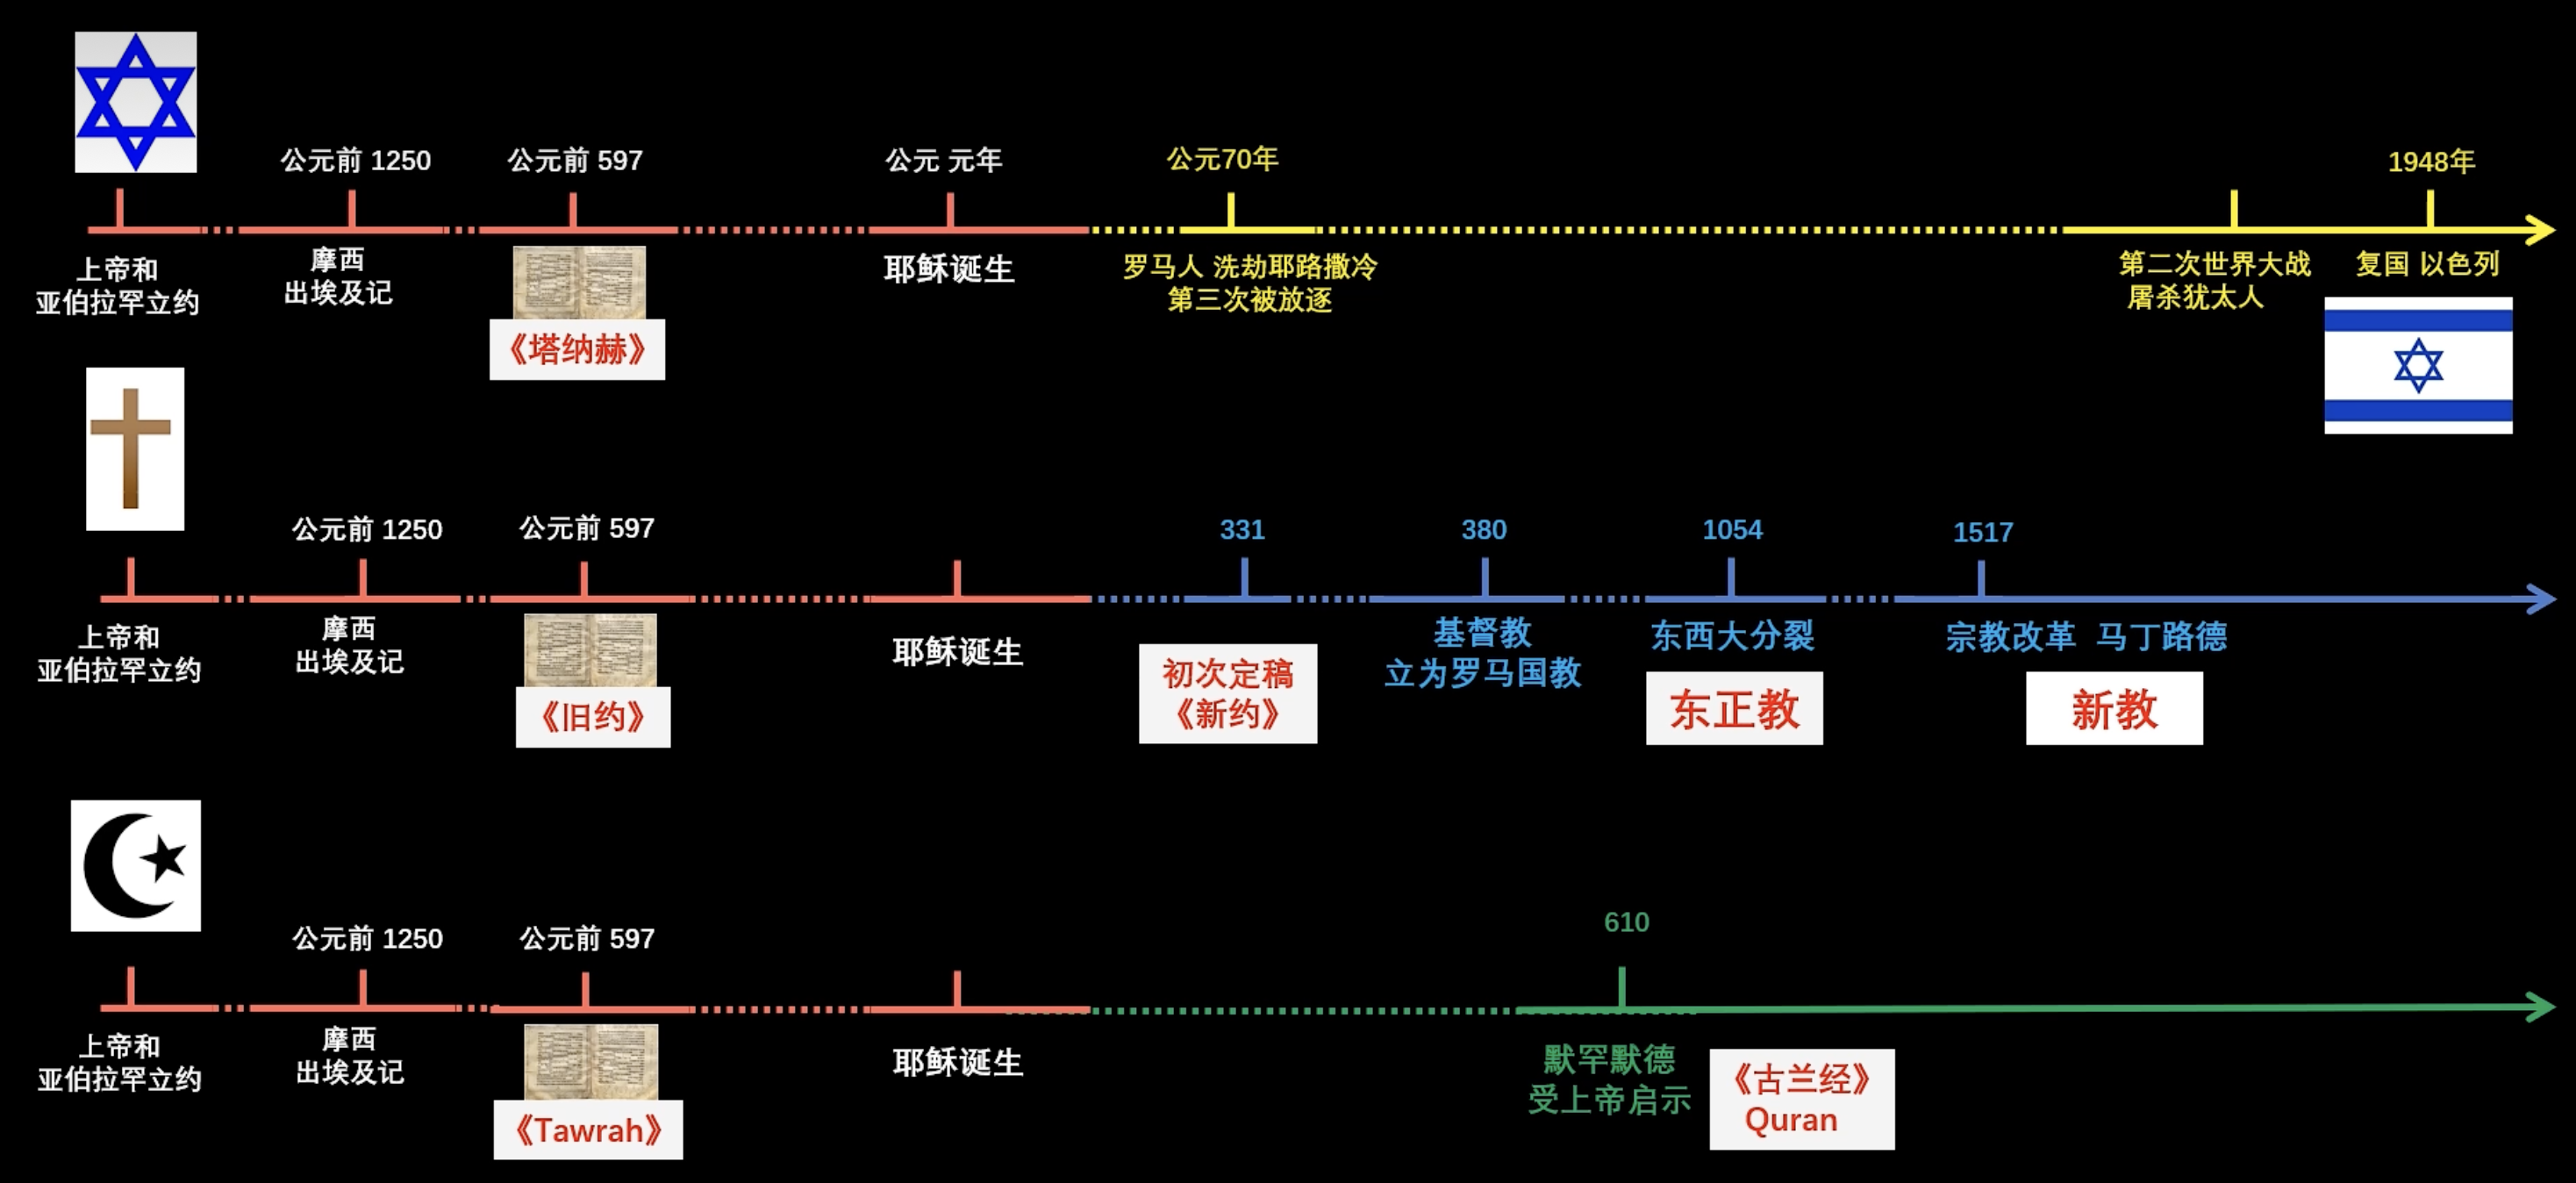 公元前 1250
公元前 597
公元 元年
公元70年
1948年
上帝和
亚伯拉罕立约
摩西
出埃及记
《塔纳赫》
耶稣诞生
罗马人 洗劫耶路撒冷
第三次被放逐
第二次世界大战
屠杀犹太人
复国 以色列
公元前 1250
公元前 597
331
380
1054
1517
上帝和
亚伯拉罕立约
摩西
出埃及记
《旧约》
耶稣诞生
初次定稿
《新约》
基督教
立为罗马国教
东西大分裂
东正教
宗教改革 马丁路德
新教
公元前 1250
公元前 597
610
上帝和
亚伯拉罕立约
摩西
出埃及记
《Tawrah》
耶稣诞生
默罕默德
受上帝启示
《古兰经》
Quran